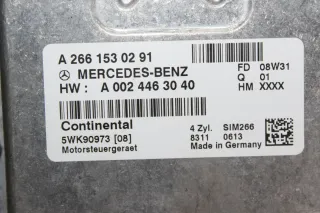 A 266 153 02 91
FD 08W31
MERCEDES-BENZ
Q 01
HW : A 002 446 30 40
HM XXXX
Continental
4 Zyl. SIM266
5WK90973 [08]
8311 0613
Motorsteuergeraet
Made in Germany